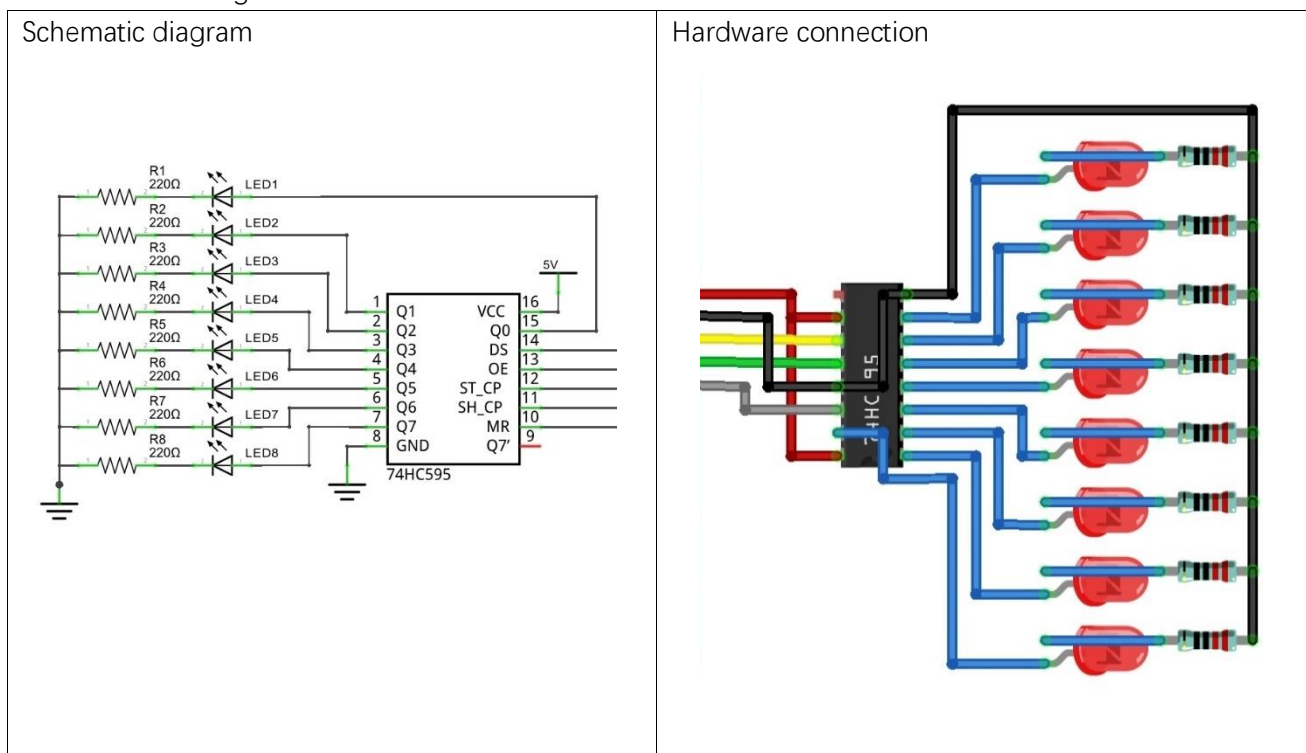 Schematic diagram
Hardware connection
R1
220Ω
LED1
R2
220Ω
LED2
R3
220Ω
LED3
R4
220Ω
LED4
R5
220Ω
LED5
R6
220Ω
LED6
R7
220Ω
LED7
R8
220Ω
LED8
5V
1 Q1 VCC 16
2 Q2 Q0 15
3 Q3 DS 14
4 Q4 OE 13
5 Q5 ST_CP 12
6 Q6 SH_CP 11
7 Q7 MR 10
8 GND Q7' 9
74HC595